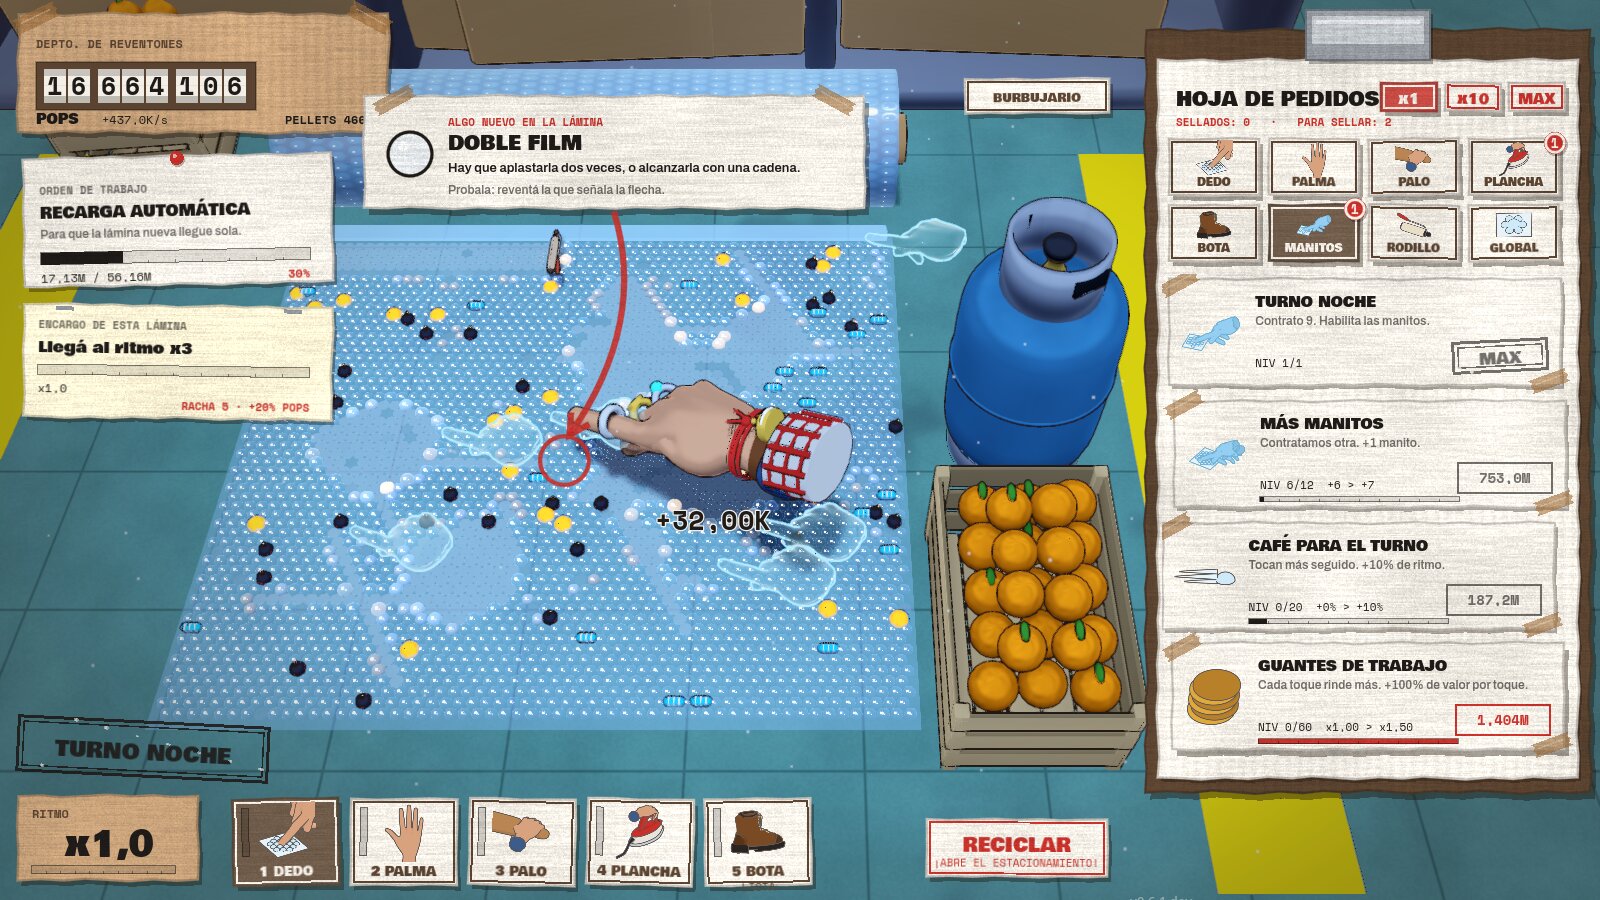 DEPTO. DE REVENTONES
16 664 106
POPS +437.0K/s PELLETS 466
ALGO NUEVO EN LA LÁMINA
DOBLE FILM
Hay que aplastarla dos veces, o alcanzarla con una cadena.
Probala: reventá la que señala la flecha.
BURBUJARIO
ORDEN DE TRABAJO
RECARGA AUTOMÁTICA
Para que la lámina nueva llegue sola.
17,13M / 56,16M 30%
ENCARGO DE ESTA LÁMINA
Llegá al ritmo x3
x1,0
RACHA 5 · +20% POPS
+32,00K
TURNO NOCHE
RITMO
x1,0
1 DEDO
2 PALMA
3 PALO
4 PLANCHA
5 BOTA
RECICLAR
¡ABRE EL ESTACIONAMIENTO!
HOJA DE PEDIDOS x1 x10 MAX
SELLADOS: 0 · PARA SELLAR: 2
DEDO
PALMA
PALO
PLANCHA
1
BOTA
MANITOS
1
RODILLO
GLOBAL
TURNO NOCHE
Contrato 9. Habilita las manitos.
NIV 1/1
MAX
MÁS MANITOS
Contratamos otra. +1 manito.
NIV 6/12 +6 > +7
753,0M
CAFÉ PARA EL TURNO
Tocan más seguido. +10% de ritmo.
NIV 0/20 +0% > +10%
187,2M
GUANTES DE TRABAJO
Cada toque rinde más. +100% de valor por toque.
NIV 0/60 x1,00 > x1,50
1,404M